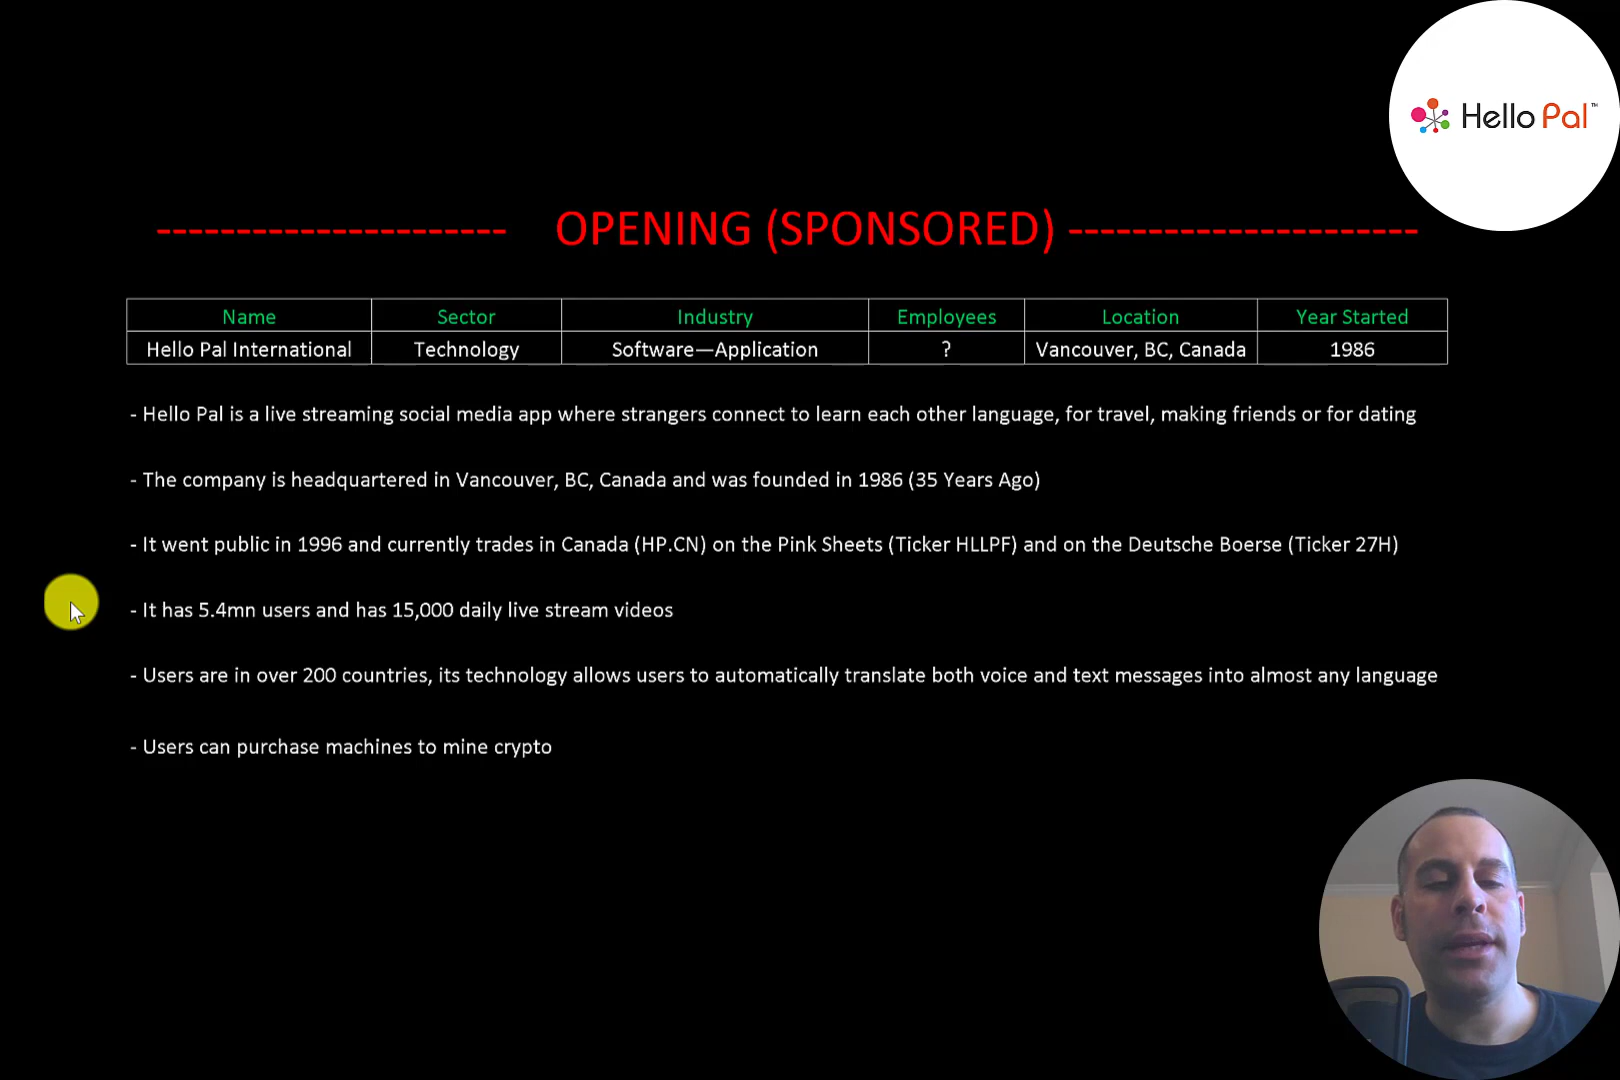 Hello Pal™
---------------------- OPENING (SPONSORED) ----------------------
Name Sector Industry Employees Location Year Started
Hello Pal International Technology Software—Application ? Vancouver, BC, Canada 1986
- Hello Pal is a live streaming social media app where strangers connect to learn each other language, for travel, making friends or for dating
- The company is headquartered in Vancouver, BC, Canada and was founded in 1986 (35 Years Ago)
- It went public in 1996 and currently trades in Canada (HP.CN) on the Pink Sheets (Ticker HLLPF) and on the Deutsche Boerse (Ticker 27H)
- It has 5.4mn users and has 15,000 daily live stream videos
- Users are in over 200 countries, its technology allows users to automatically translate both voice and text messages into almost any language
- Users can purchase machines to mine crypto